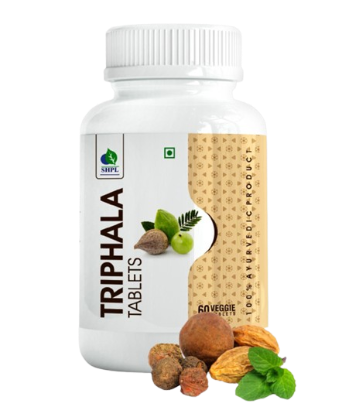 SHPL
TRIPHALA
TABLETS
100% AYURVEDIC PRODUCT
60 VEGGIE